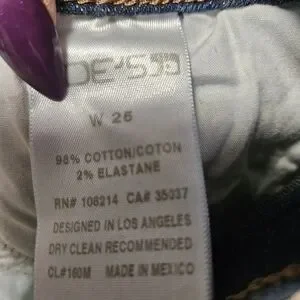 W 26
98% COTTON/COTON
2% ELASTANE
RN# 106214 CA# 35037
DESIGNED IN LOS ANGELES
DRY CLEAN RECOMMENDED
CL#160M MADE IN MEXICO